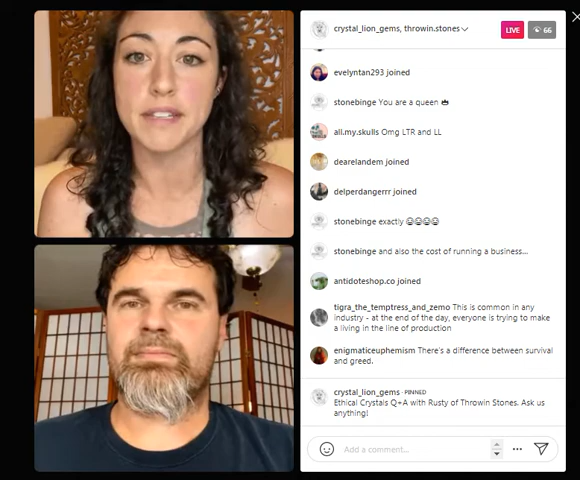 crystal_lion_gems, throwin.stones
LIVE
66
evelyntan293 joined
stonebinge You are a queen
all.my.skulls Omg LTR and LL
dearelandem joined
delperdangerrr joined
stonebinge exactly
stonebinge and also the cost of running a business...
antidoteshop.co joined
tigra_the_temptress_and_zemo This is common in any
industry - at the end of the day, everyone is trying to make
a living in the line of production
enigmaticeuphemism There's a difference between survival
and greed.
crystal_lion_gems · PINNED
Ethical Crystals Q+A with Rusty of Throwin Stones. Ask us
anything!
Add a comment...